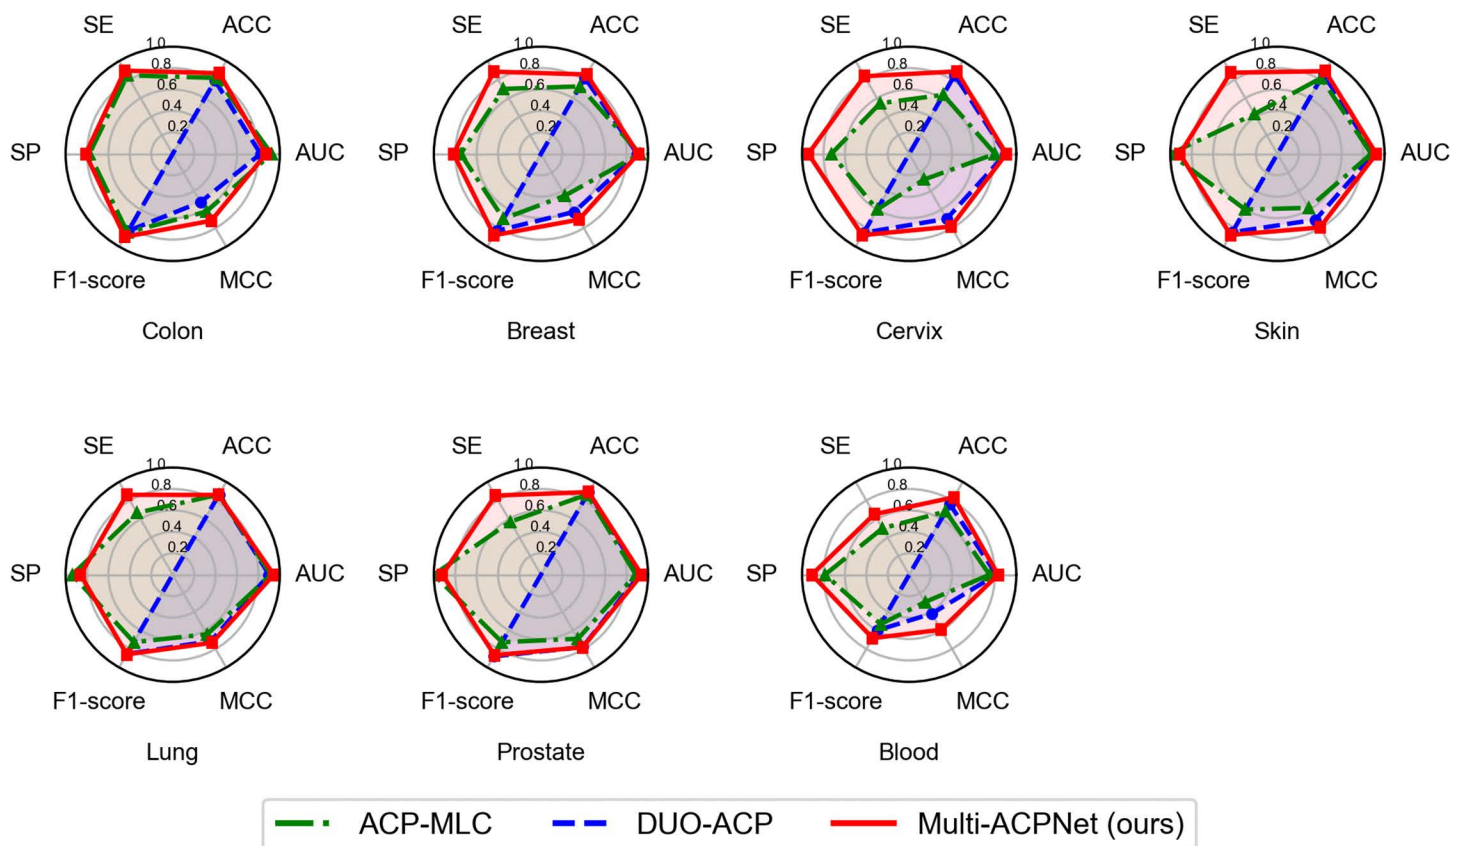 SE ACC
1.0
0.8
0.6
0.4
0.2
SP AUC
F1-score MCC
Colon
SE ACC
1.0
0.8
0.6
0.4
0.2
SP AUC
F1-score MCC
Breast
SE ACC
1.0
0.8
0.6
0.4
0.2
SP AUC
F1-score MCC
Cervix
SE ACC
1.0
0.8
0.6
0.4
0.2
SP AUC
F1-score MCC
Skin
SE ACC
1.0
0.8
0.6
0.4
0.2
SP AUC
F1-score MCC
Lung
SE ACC
1.0
0.8
0.6
0.4
0.2
SP AUC
F1-score MCC
Prostate
SE ACC
1.0
0.8
0.6
0.4
0.2
SP AUC
F1-score MCC
Blood
ACP-MLC DUO-ACP Multi-ACPNet (ours)